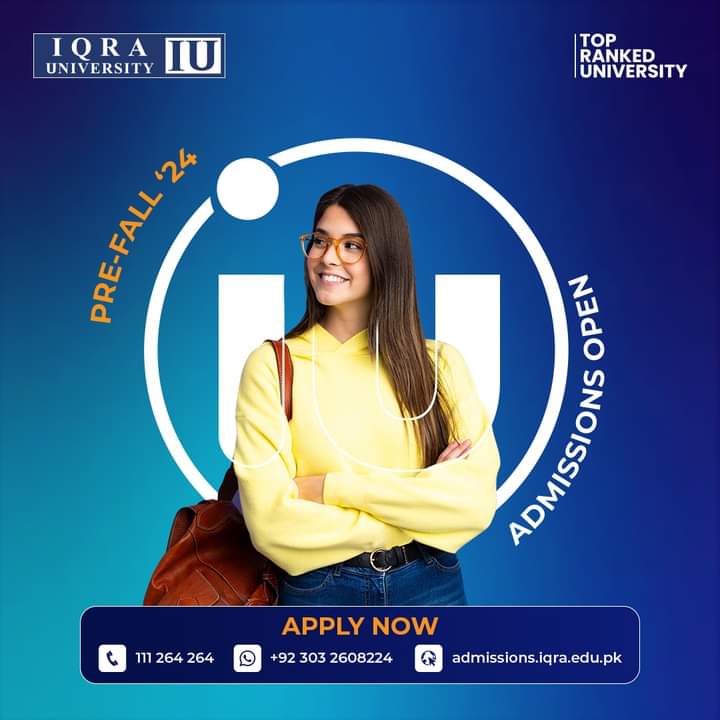 IQRA
UNIVERSITY IU
TOP
RANKED
UNIVERSITY
PRE-FALL ‘24
IU
ADMISSIONS OPEN
APPLY NOW
111 264 264 +92 303 2608224 admissions.iqra.edu.pk